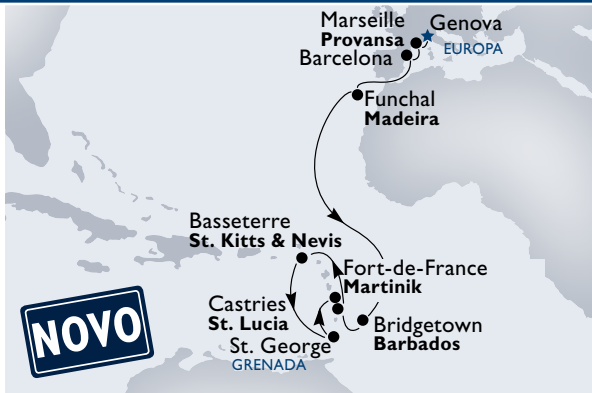 Marseille
Provansa
Genova
EUROPA
Barcelona
Funchal
Madeira
Basseterre
St. Kitts & Nevis
Fort-de-France
Martinik
Castries
St. Lucia
St. George
GRENADA
Bridgetown
Barbados
NOVO